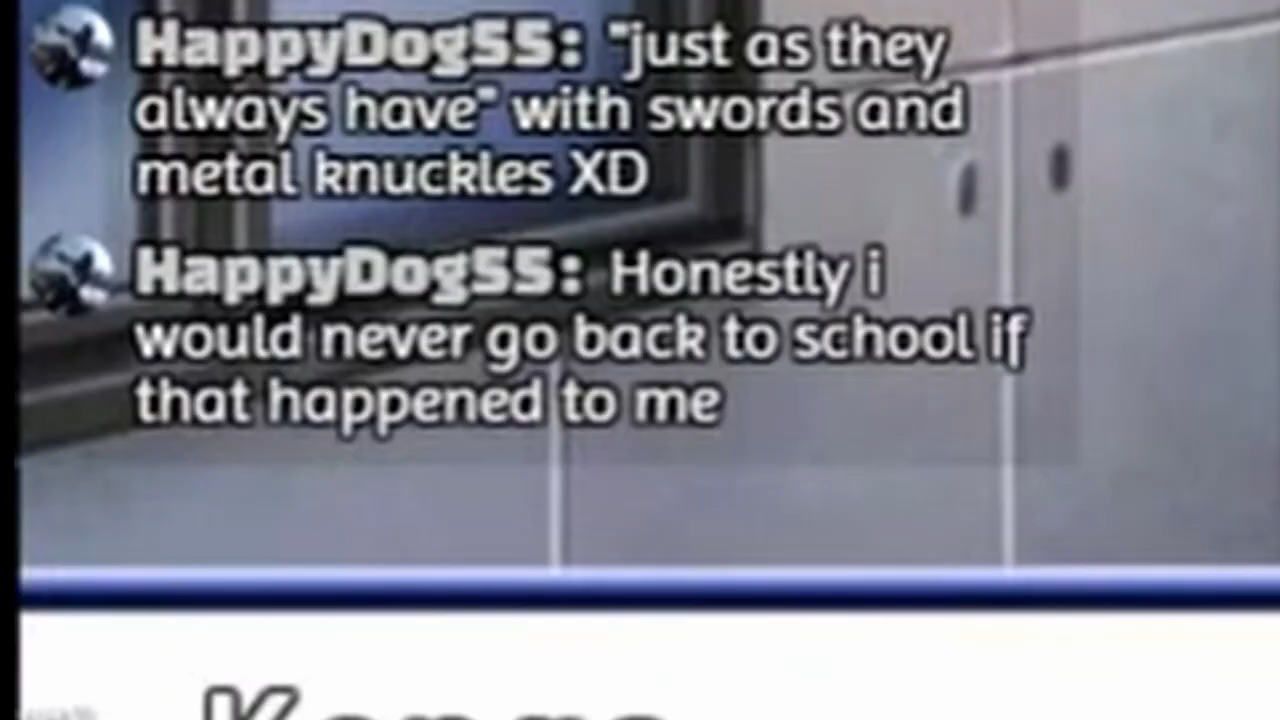 HappyDog55: "just as they
always have" with swords and
metal knuckles XD
HappyDog55: Honestly i
would never go back to school if
that happened to me